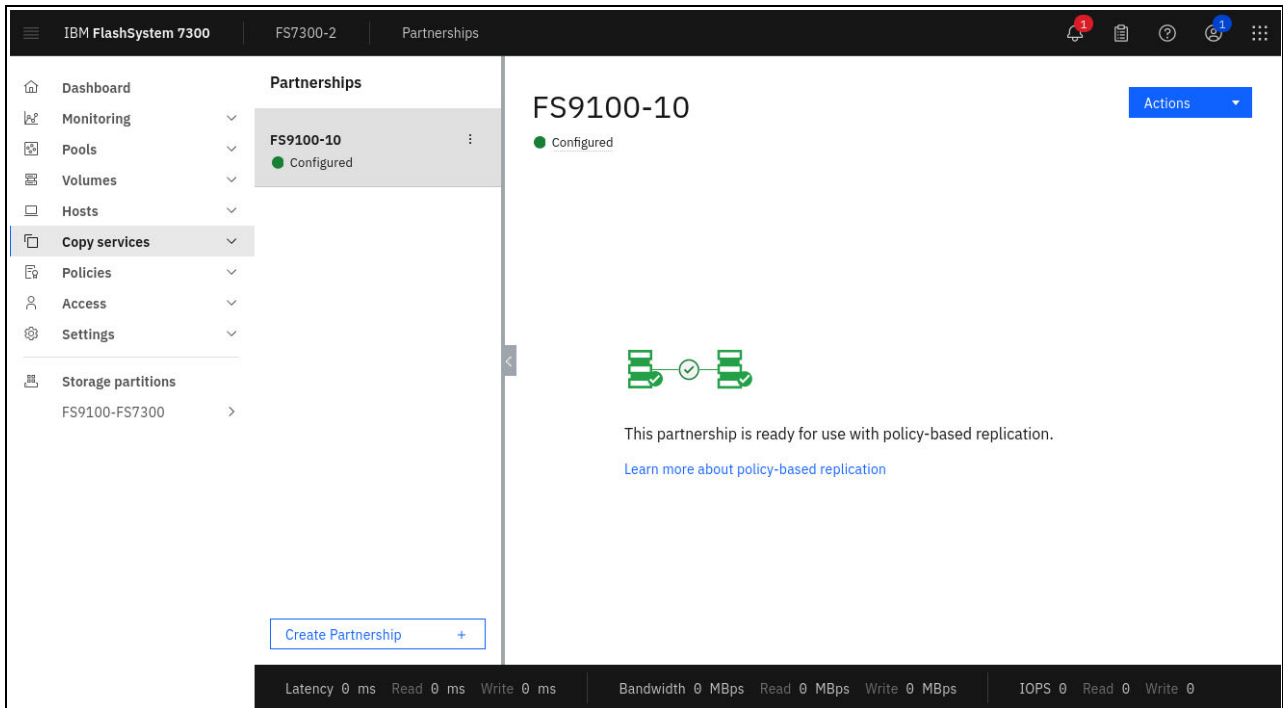 IBM FlashSystem 7300 FS7300-2 Partnerships 1 1
Dashboard
Monitoring
Pools
Volumes
Hosts
Copy services
Policies
Access
Settings
Storage partitions
FS9100-FS7300
Partnerships
FS9100-10
Configured
Create Partnership +
FS9100-10
Configured
Actions
This partnership is ready for use with policy-based replication.
Learn more about policy-based replication
Latency 0 ms Read 0 ms Write 0 ms Bandwidth 0 MBps Read 0 MBps Write 0 MBps IOPS 0 Read 0 Write 0